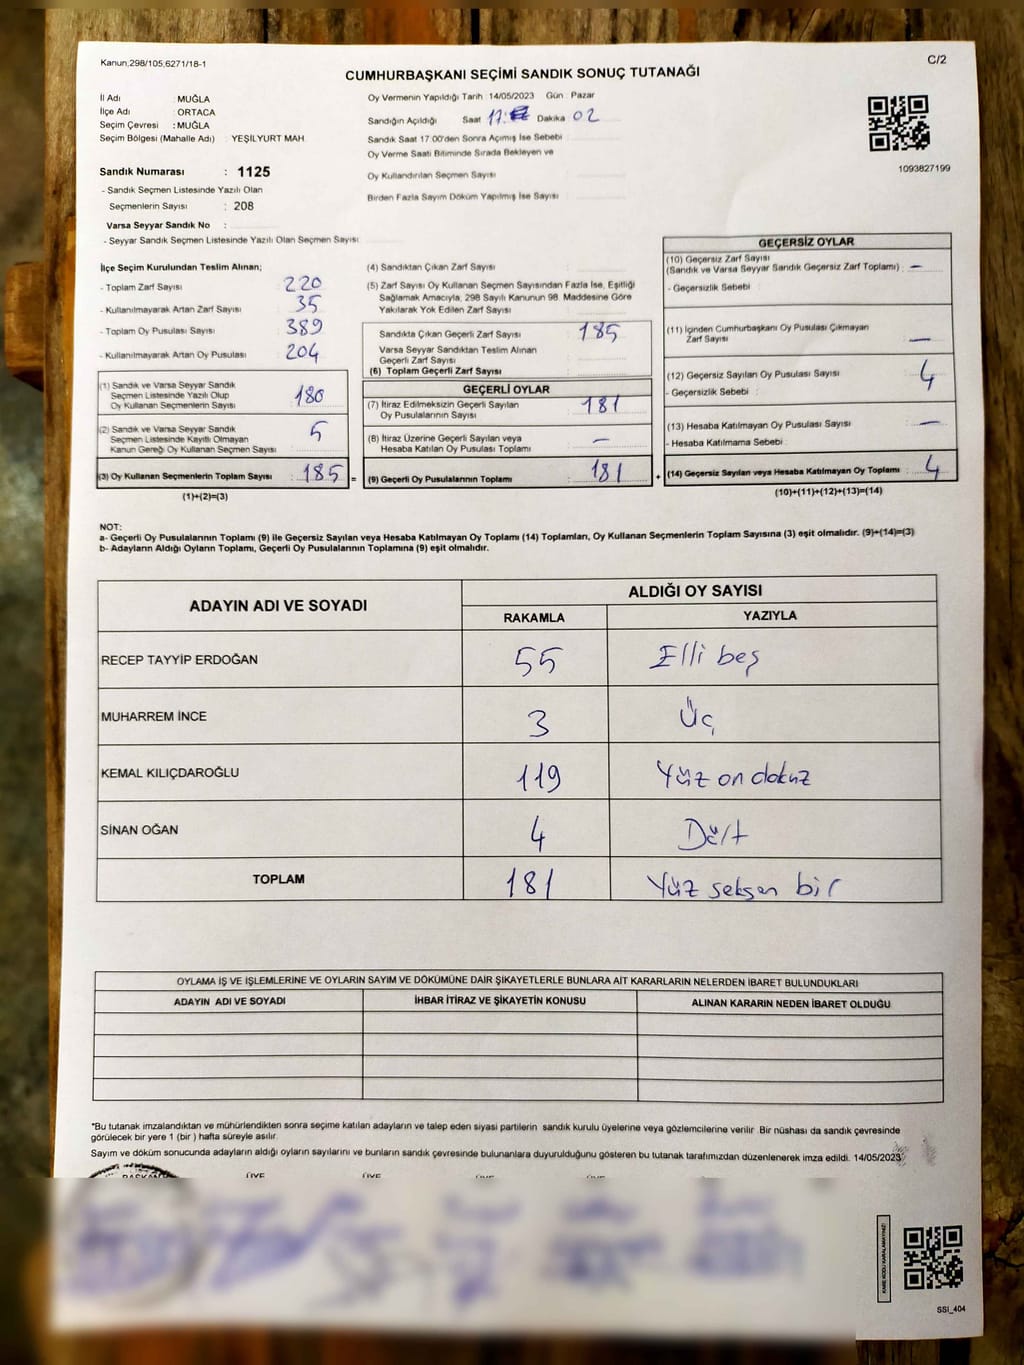 Kanun,298/105,6271/18-1
C/2
CUMHURBAŞKANI SEÇİMİ SANDIK SONUÇ TUTANAĞI
İl Adı : MUĞLA
İlçe Adı : ORTACA
Seçim Çevresi : MUĞLA
Seçim Bölgesi (Mahalle Adı) : YEŞİLYURT MAH
Oy Vermenin Yapıldığı Tarih :14/05/2023 Gün : Pazar
Sandığın Açıldığı Saat 17: Dakika 02
Sandık Saat 17.00'den Sonra Açımış İse Sebebi :
Oy Verme Saati Bitiminde Sırada Bekleyen ve
Oy Kullandırılan Seçmen Sayısı :
Birden Fazla Sayım Döküm Yapılmış İse Sayısı :
1093827199
Sandık Numarası : 1125
- Sandık Seçmen Listesinde Yazılı Olan
Seçmenlerin Sayısı : 208
Varsa Seyyar Sandık No :
- Seyyar Sandık Seçmen Listesinde Yazılı Olan Seçmen Sayısı:
İlçe Seçim Kurulundan Teslim Alınan;
- Toplam Zarf Sayısı : 220
- Kullanılmayarak Artan Zarf Sayısı : 35
- Toplam Oy Pusulası Sayısı : 389
- Kullanılmayarak Artan Oy Pusulası : 204
(1) Sandık ve Varsa Seyyar Sandık
Seçmen Listesinde Yazılı Olup
Oy Kullanan Seçmenlerin Sayısı : 180
(2) Sandık ve Varsa Seyyar Sandık
Seçmen Listesinde Kayıtlı Olmayan
Kanun Gereği Oy Kullanan Seçmen Sayısı : 5
(3) Oy Kullanan Seçmenlerin Toplam Sayısı : 185 =
(1)+(2)=(3)
(4) Sandıktan Çıkan Zarf Sayısı :
(5) Zarf Sayısı Oy Kullanan Seçmen Sayısından Fazla İse, Eşitliği
Sağlamak Amacıyla, 298 Sayılı Kanunun 98. Maddesine Göre
Yakılarak Yok Edilen Zarf Sayısı :
Sandıkta Çıkan Geçerli Zarf Sayısı : 185
Varsa Seyyar Sandıktan Teslim Alınan
Geçerli Zarf Sayısı :
(6) Toplam Geçerli Zarf Sayısı :
GEÇERLİ OYLAR
(7) İtiraz Edilmeksizin Geçerli Sayılan
Oy Pusulalarının Sayısı : 181
(8) İtiraz Üzerine Geçerli Sayılan veya
Hesaba Katılan Oy Pusulası Toplamı : –
(9) Geçerli Oy Pusulalarının Toplamı : 181 +
GEÇERSİZ OYLAR
(10) Geçersiz Zarf Sayısı
(Sandık ve Varsa Seyyar Sandık Geçersiz Zarf Toplamı) : –
- Geçersizlik Sebebi :
(11) İçinden Cumhurbaşkanı Oy Pusulası Çıkmayan
Zarf Sayısı : –
(12) Geçersiz Sayılan Oy Pusulası Sayısı : 4
- Geçersizlik Sebebi :
(13) Hesaba Katılmayan Oy Pusulası Sayısı : –
- Hesaba Katılmama Sebebi :
(14) Geçersiz Sayılan veya Hesaba Katılmayan Oy Toplamı : 4
(10)+(11)+(12)+(13)=(14)
NOT:
a- Geçerli Oy Pusulalarının Toplamı (9) ile Geçersiz Sayılan veya Hesaba Katılmayan Oy Toplamı (14) Toplamları, Oy Kullanan Seçmenlerin Toplam Sayısına (3) eşit olmalıdır. (9)+(14)=(3)
b- Adayların Aldığı Oyların Toplamı, Geçerli Oy Pusulalarının Toplamına (9) eşit olmalıdır.
ADAYIN ADI VE SOYADI
ALDIĞI OY SAYISI
RAKAMLA YAZIYLA
RECEP TAYYİP ERDOĞAN 55 Elli beş
MUHARREM İNCE 3 Üç
KEMAL KILIÇDAROĞLU 119 Yüz on dokuz
SİNAN OĞAN 4 Dört
TOPLAM 181 Yüz seksen bir
OYLAMA İŞ VE İŞLEMLERİNE VE OYLARIN SAYIM VE DÖKÜMÜNE DAİR ŞİKAYETLERLE BUNLARA AİT KARARLARIN NELERDEN İBARET BULUNDUKLARI
ADAYIN ADI VE SOYADI İHBAR İTİRAZ VE ŞİKAYETİN KONUSU ALINAN KARARIN NEDEN İBARET OLDUĞU
*Bu tutanak imzalandıktan ve mühürlendikten sonra seçime katılan adayların ve talep eden siyasi partilerin sandık kurulu üyelerine veya gözlemcilerine verilir. Bir nüshası da sandık çevresinde
görülecek bir yere 1 (bir) hafta süreyle asılır.
Sayım ve döküm sonucunda adayların aldığı oyların sayılarını ve bunların sandık çevresinde bulunanlara duyurulduğunu gösteren bu tutanak tarafımızdan düzenlenerek imza edildi. 14/05/2023
BAŞKAN ÜYE ÜYE ÜYE ÜYE
KAREKODU KARALAMAYINIZ!
SSI_404